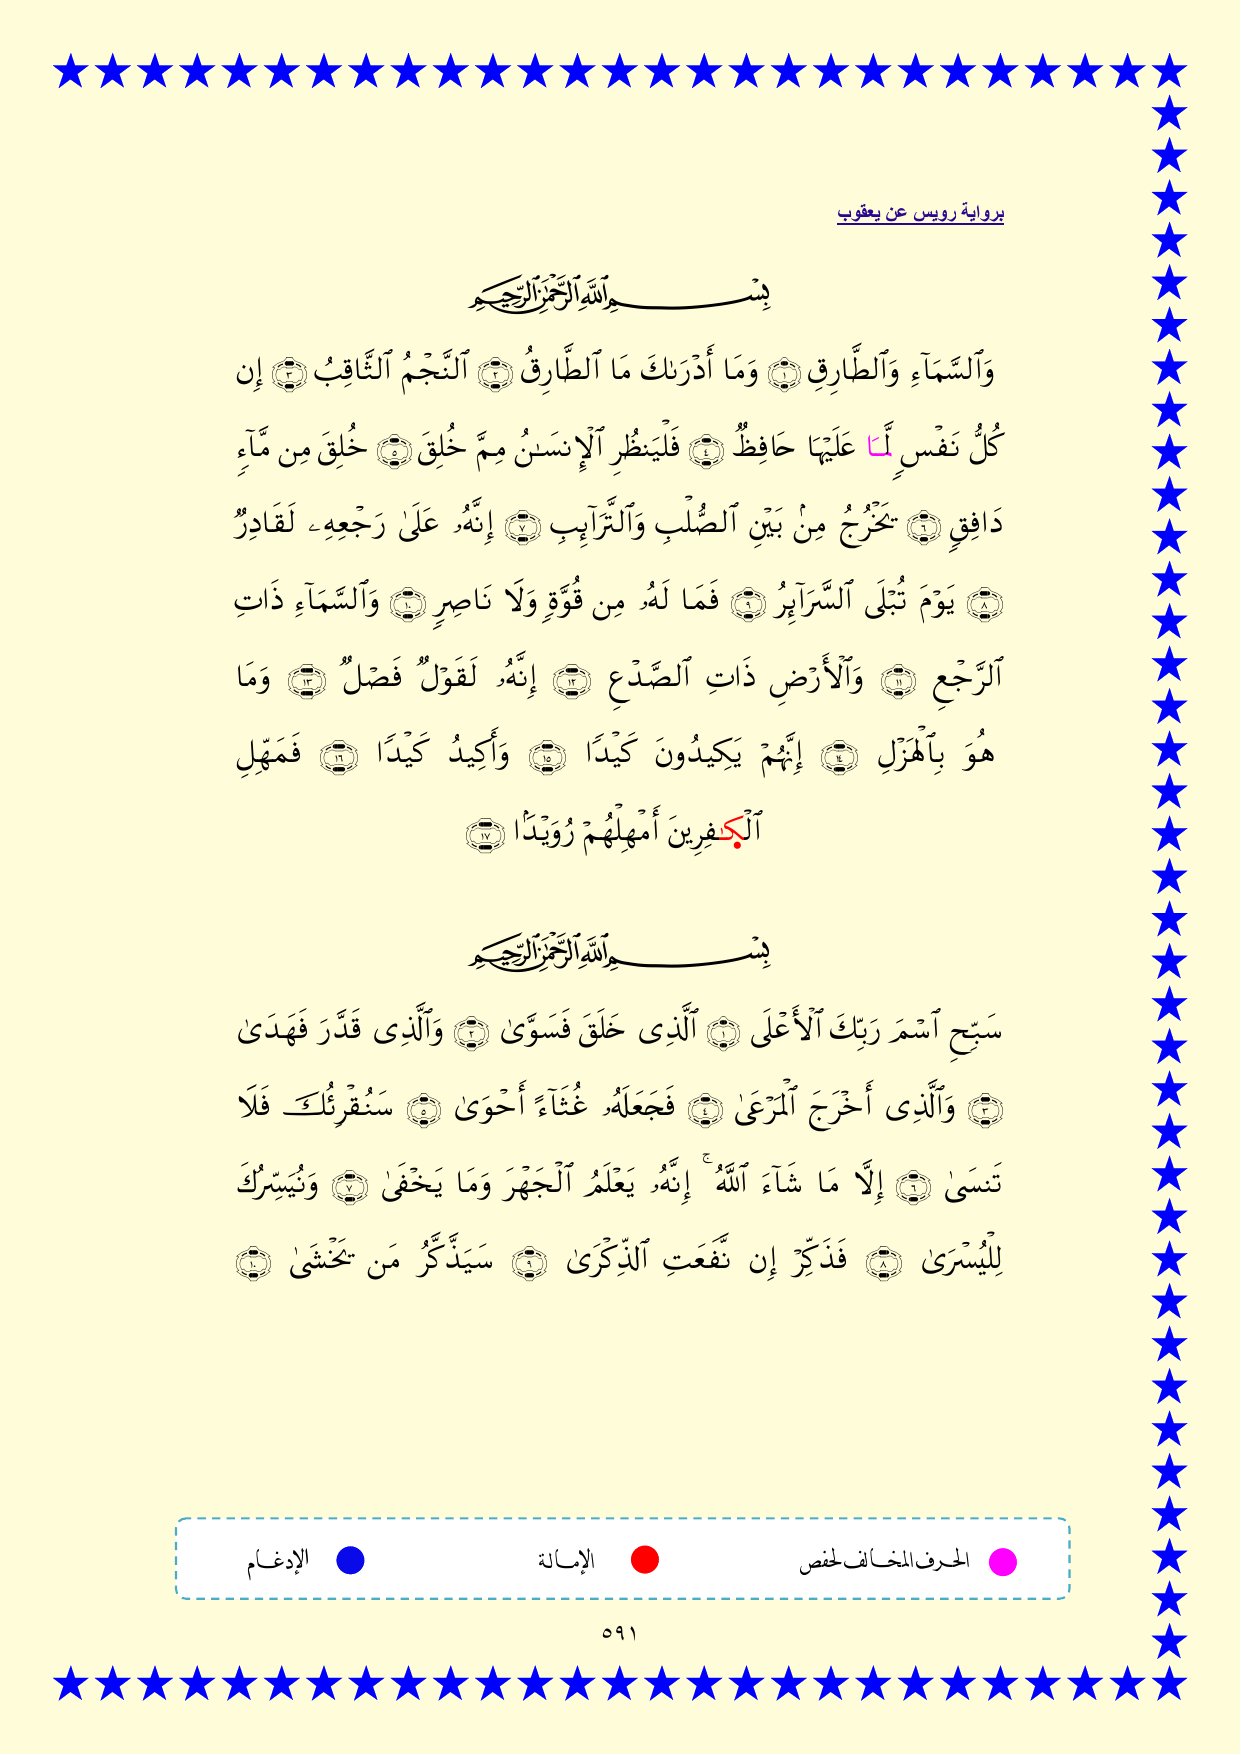 برواية رويس عن يعقوب
بِسْمِ ٱللَّهِ ٱلرَّحْمَٰنِ ٱلرَّحِيمِ
وَٱلسَّمَآءِ وَٱلطَّارِقِ ١ وَمَآ أَدْرَىٰكَ مَا ٱلطَّارِقُ ٢ ٱلنَّجْمُ ٱلثَّاقِبُ ٣ إِن
كُلُّ نَفْسٍ لَّمَا عَلَيْهَا حَافِظٌ ٤ فَلْيَنظُرِ ٱلْإِنسَٰنُ مِمَّ خُلِقَ ٥ خُلِقَ مِن مَّآءٍ
دَافِقٍ ٦ يَخْرُجُ مِنۢ بَيْنِ ٱلصُّلْبِ وَٱلتَّرَآئِبِ ٧ إِنَّهُۥ عَلَىٰ رَجْعِهِۦ لَقَادِرٌ
٨ يَوْمَ تُبْلَى ٱلسَّرَآئِرُ ٩ فَمَا لَهُۥ مِن قُوَّةٍ وَلَا نَاصِرٍ ١٠ وَٱلسَّمَآءِ ذَاتِ
ٱلرَّجْعِ ١١ وَٱلْأَرْضِ ذَاتِ ٱلصَّدْعِ ١٢ إِنَّهُۥ لَقَوْلٌ فَصْلٌ ١٣ وَمَا
هُوَ بِٱلْهَزْلِ ١٤ إِنَّهُمْ يَكِيدُونَ كَيْدًا ١٥ وَأَكِيدُ كَيْدًا ١٦ فَمَهِّلِ
ٱلْكَٰفِرِينَ أَمْهِلْهُمْ رُوَيْدًۢا ١٧
بِسْمِ ٱللَّهِ ٱلرَّحْمَٰنِ ٱلرَّحِيمِ
سَبِّحِ ٱسْمَ رَبِّكَ ٱلْأَعْلَى ١ ٱلَّذِى خَلَقَ فَسَوَّىٰ ٢ وَٱلَّذِى قَدَّرَ فَهَدَىٰ
٣ وَٱلَّذِىٓ أَخْرَجَ ٱلْمَرْعَىٰ ٤ فَجَعَلَهُۥ غُثَآءً أَحْوَىٰ ٥ سَنُقْرِئُكَ فَلَا
تَنسَىٰٓ ٦ إِلَّا مَا شَآءَ ٱللَّهُ ۚ إِنَّهُۥ يَعْلَمُ ٱلْجَهْرَ وَمَا يَخْفَىٰ ٧ وَنُيَسِّرُكَ
لِلْيُسْرَىٰ ٨ فَذَكِّرْ إِن نَّفَعَتِ ٱلذِّكْرَىٰ ٩ سَيَذَّكَّرُ مَن يَخْشَىٰ ١٠
الحرف المخالف لحفص الإمالة الإدغام
٥٩١